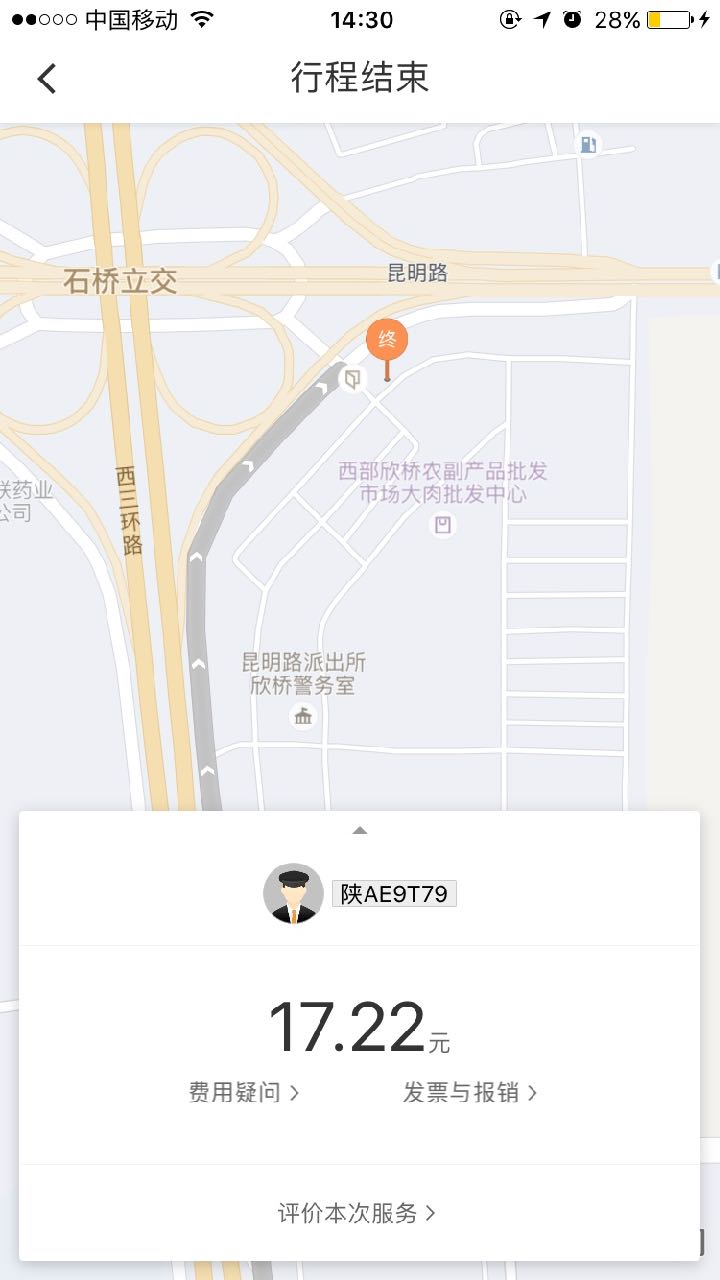 中国移动
14:30
28%
行程结束
石桥立交
昆明路
终
西部欣桥农副产品批发
市场大肉批发中心
西三环路
联药业
公司
昆明路派出所
欣桥警务室
陕AE9T79
17.22元
费用疑问
发票与报销
评价本次服务